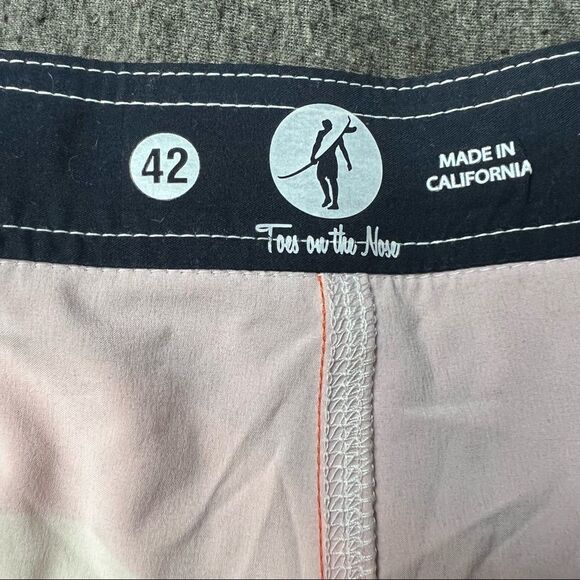 42
Toes on the Nose
MADE IN
CALIFORNIA